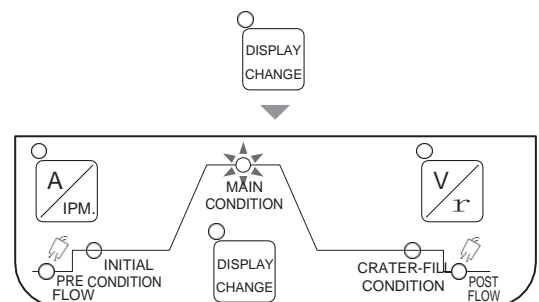 DISPLAY
CHANGE
A
IPM.
MAIN
CONDITION
V
r
INITIAL
CONDITION
PRE
FLOW
DISPLAY
CHANGE
CRATER-FILL
CONDITION
POST
FLOW